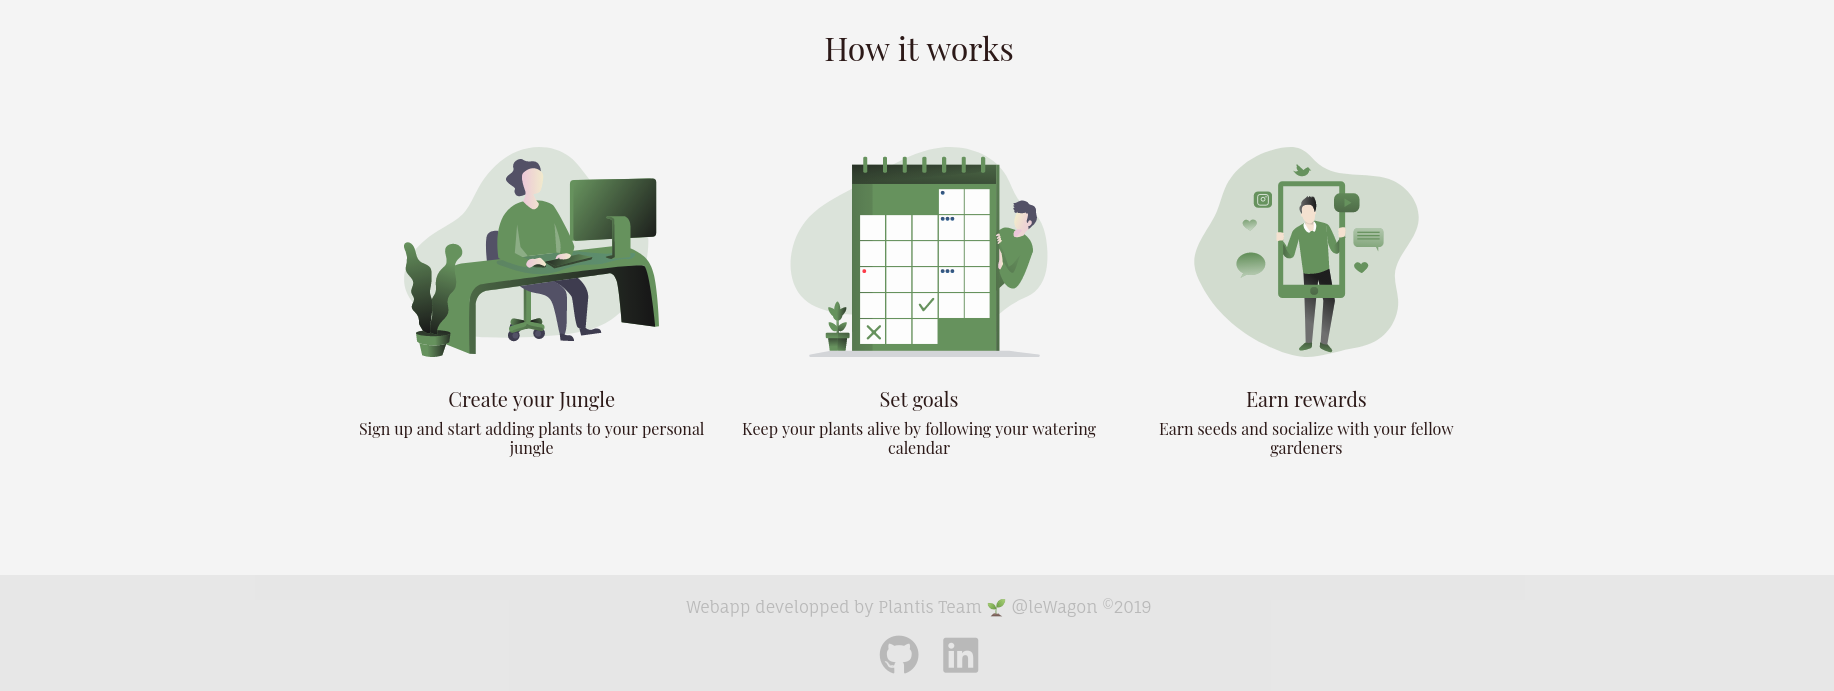 How it works
Create your Jungle
Sign up and start adding plants to your personal
jungle
Set goals
Keep your plants alive by following your watering
calendar
Earn rewards
Earn seeds and socialize with your fellow
gardeners
Webapp developped by Plantis Team 🌱 @leWagon ©2019
in